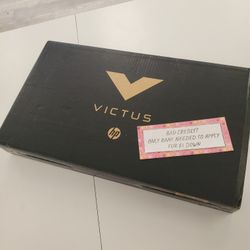 VICTUS
hp
BAD CREDIT?
ONLY BANK NEEDED TO APPLY
FOR $1 DOWN